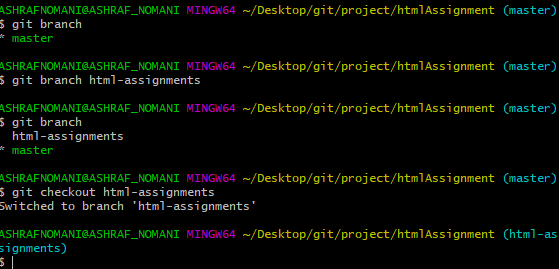 ASHRAFNOMANI@ASHRAF_NOMANI MINGW64 ~/Desktop/git/project/htmlAssignment (master)
$ git branch
* master
ASHRAFNOMANI@ASHRAF_NOMANI MINGW64 ~/Desktop/git/project/htmlAssignment (master)
$ git branch html-assignments
ASHRAFNOMANI@ASHRAF_NOMANI MINGW64 ~/Desktop/git/project/htmlAssignment (master)
$ git branch
  html-assignments
* master
ASHRAFNOMANI@ASHRAF_NOMANI MINGW64 ~/Desktop/git/project/htmlAssignment (master)
$ git checkout html-assignments
Switched to branch 'html-assignments'
ASHRAFNOMANI@ASHRAF_NOMANI MINGW64 ~/Desktop/git/project/htmlAssignment (html-as
signments)
$